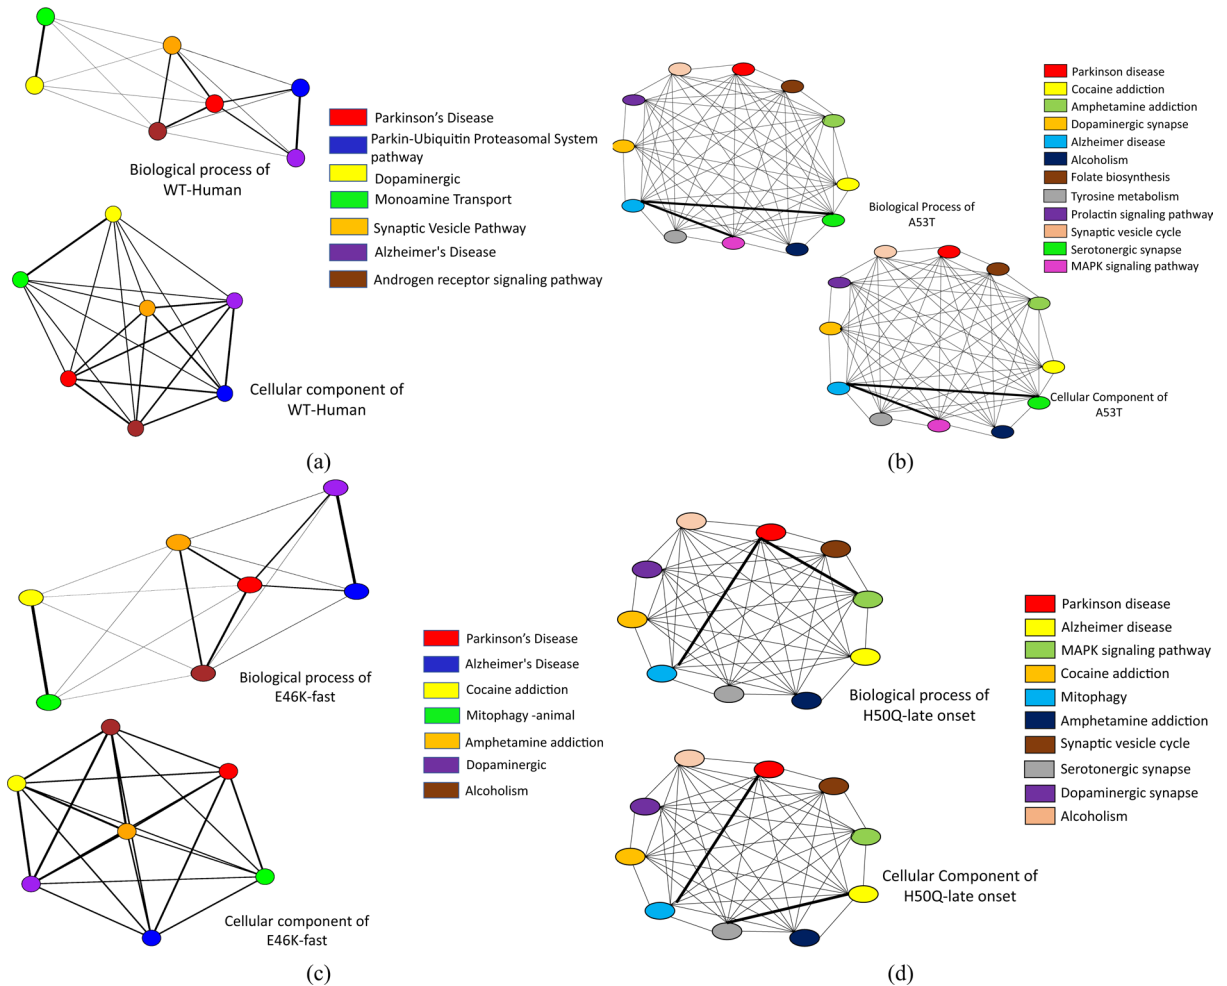 Biological process of
WT-Human
Parkinson's Disease
Parkin-Ubiquitin Proteasomal System
pathway
Dopaminergic
Monoamine Transport
Synaptic Vesicle Pathway
Alzheimer's Disease
Androgen receptor signaling pathway
Cellular component of
WT-Human
(a)
Parkinson disease
Cocaine addiction
Amphetamine addiction
Dopaminergic synapse
Alzheimer disease
Alcoholism
Folate biosynthesis
Tyrosine metabolism
Prolactin signaling pathway
Synaptic vesicle cycle
Serotonergic synapse
MAPK signaling pathway
Biological Process of
A53T
Cellular Component of
A53T
(b)
Biological process of
E46K-fast
Parkinson's Disease
Alzheimer's Disease
Cocaine addiction
Mitophagy -animal
Amphetamine addiction
Dopaminergic
Alcoholism
Cellular component of
E46K-fast
(c)
Biological process of
H50Q-late onset
Parkinson disease
Alzheimer disease
MAPK signaling pathway
Cocaine addiction
Mitophagy
Amphetamine addiction
Synaptic vesicle cycle
Serotonergic synapse
Dopaminergic synapse
Alcoholism
Cellular Component of
H50Q-late onset
(d)